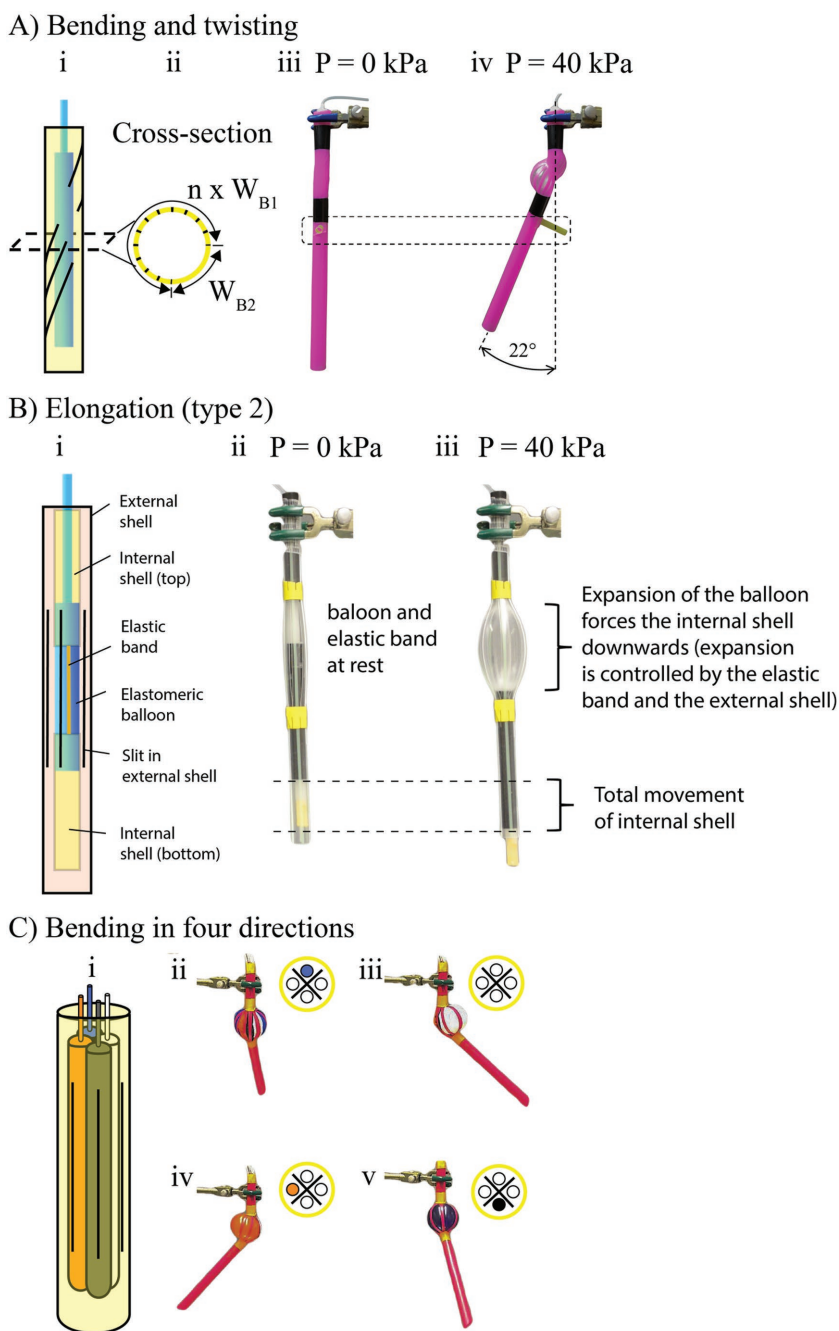 A) Bending and twisting
i
ii
iii P = 0 kPa
iv P = 40 kPa
Cross-section
n x W_B1
W_B2
22°
B) Elongation (type 2)
i
ii P = 0 kPa
iii P = 40 kPa
External
shell
Internal
shell (top)
Elastic
band
Elastomeric
balloon
Slit in
external shell
Internal
shell (bottom)
baloon and
elastic band
at rest
Expansion of the balloon
forces the internal shell
downwards (expansion
is controlled by the elastic
band and the external shell)
Total movement
of internal shell
C) Bending in four directions
i
ii
iii
iv
v